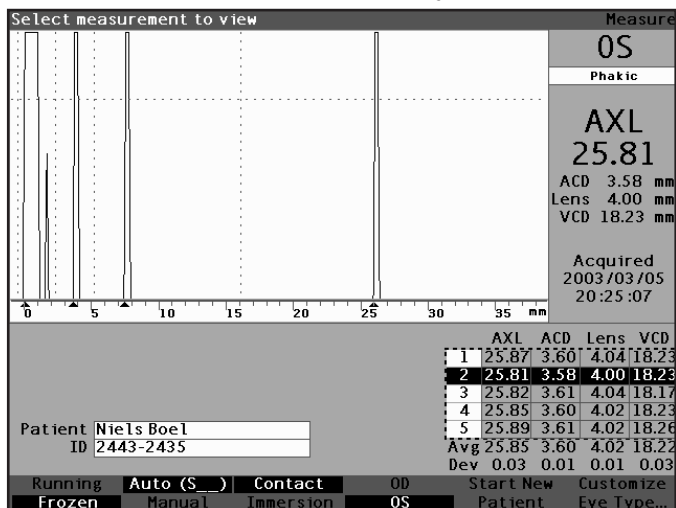 Select measurement to view Measure
OS
Phakic
AXL
25.81
ACD 3.58 mm
Lens 4.00 mm
VCD 18.23 mm
Acquired
2003/03/05
20:25:07
0 5 10 15 20 25 30 35 mm
AXL ACD Lens VCD
1 25.87 3.60 4.04 18.23
2 25.81 3.58 4.00 18.23
3 25.82 3.61 4.04 18.17
4 25.85 3.60 4.02 18.23
5 25.89 3.61 4.02 18.26
Avg 25.85 3.60 4.02 18.22
Dev 0.03 0.01 0.01 0.03
Patient Niels Boel
ID 2443-2435
Running Auto (S__) Contact OD Start New Customize
Frozen Manual Immersion OS Patient Eye Type...